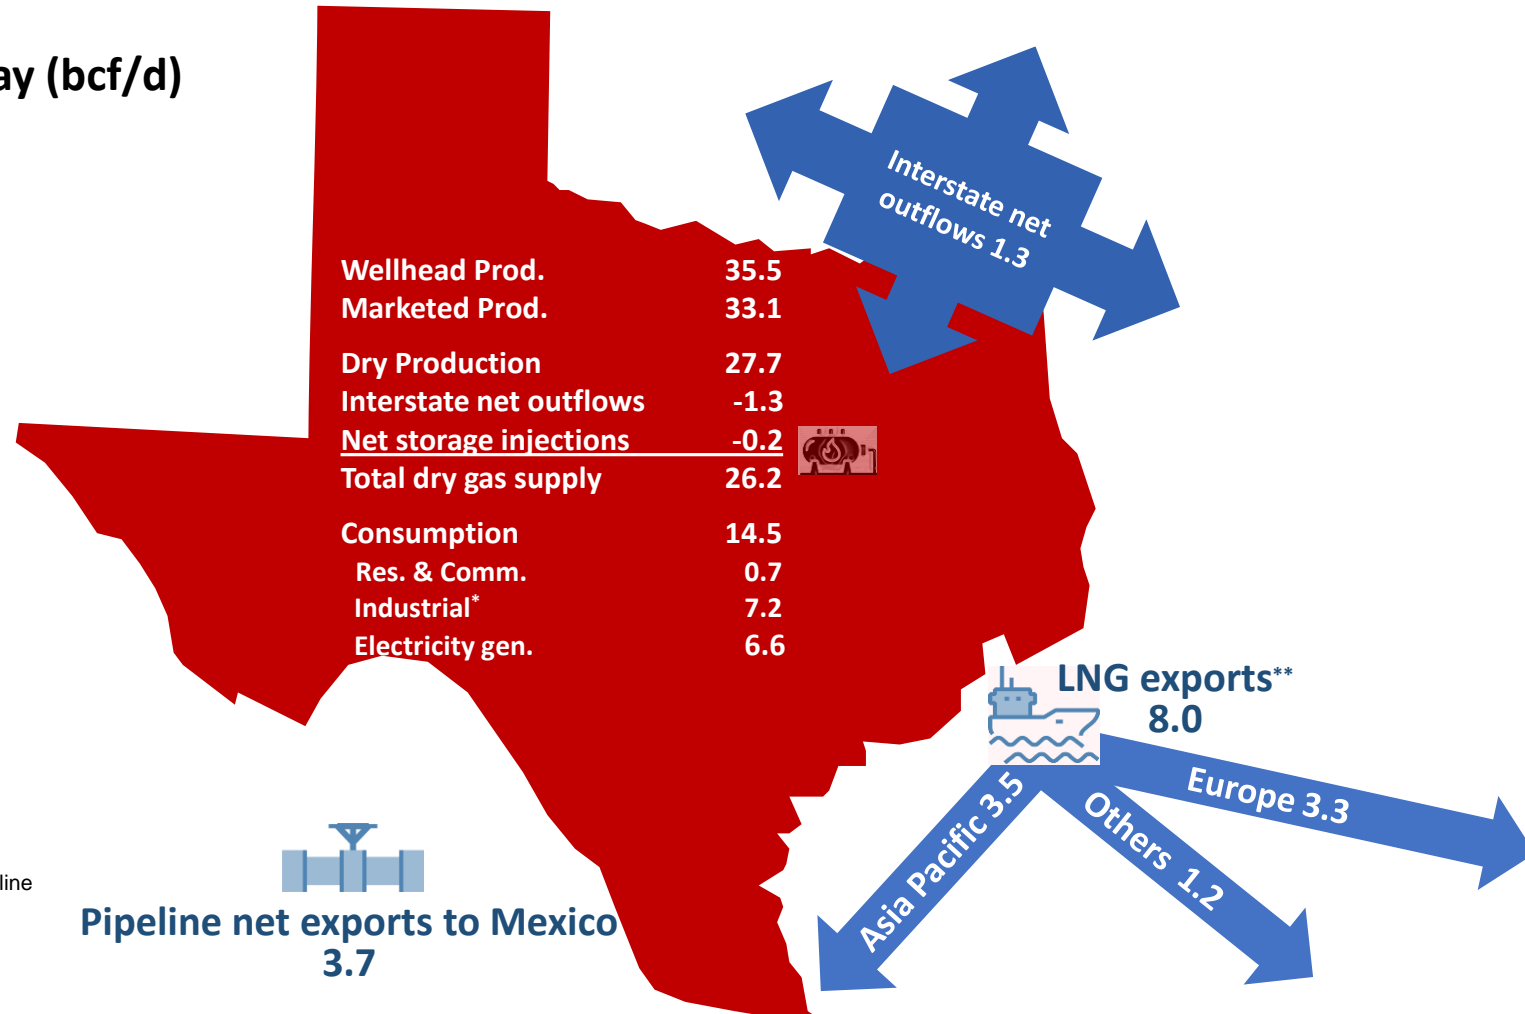 ay (bcf/d)
Interstate net
outflows 1.3
Wellhead Prod. 35.5
Marketed Prod. 33.1
Dry Production 27.7
Interstate net outflows -1.3
Net storage injections -0.2
Total dry gas supply 26.2
Consumption 14.5
Res. & Comm. 0.7
Industrial* 7.2
Electricity gen. 6.6
LNG exports**
8.0
Europe 3.3
Others 1.2
Asia Pacific 3.5
line
Pipeline net exports to Mexico
3.7